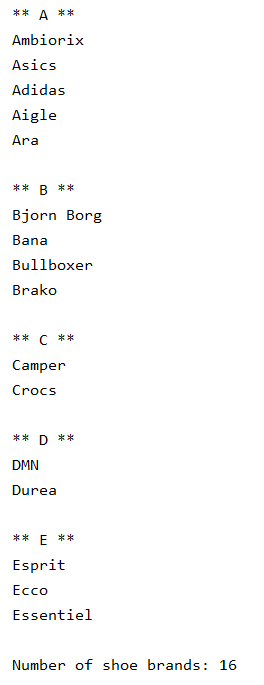 ** A **
Ambiorix
Asics
Adidas
Aigle
Ara
** B **
Bjorn Borg
Bana
Bullboxer
Brako
** C **
Camper
Crocs
** D **
DMN
Durea
** E **
Esprit
Ecco
Essentiel
Number of shoe brands: 16